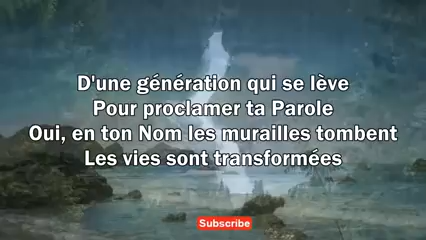 D'une génération qui se lève
Pour proclamer ta Parole
Oui, en ton Nom les murailles tombent
Les vies sont transformées
Subscribe